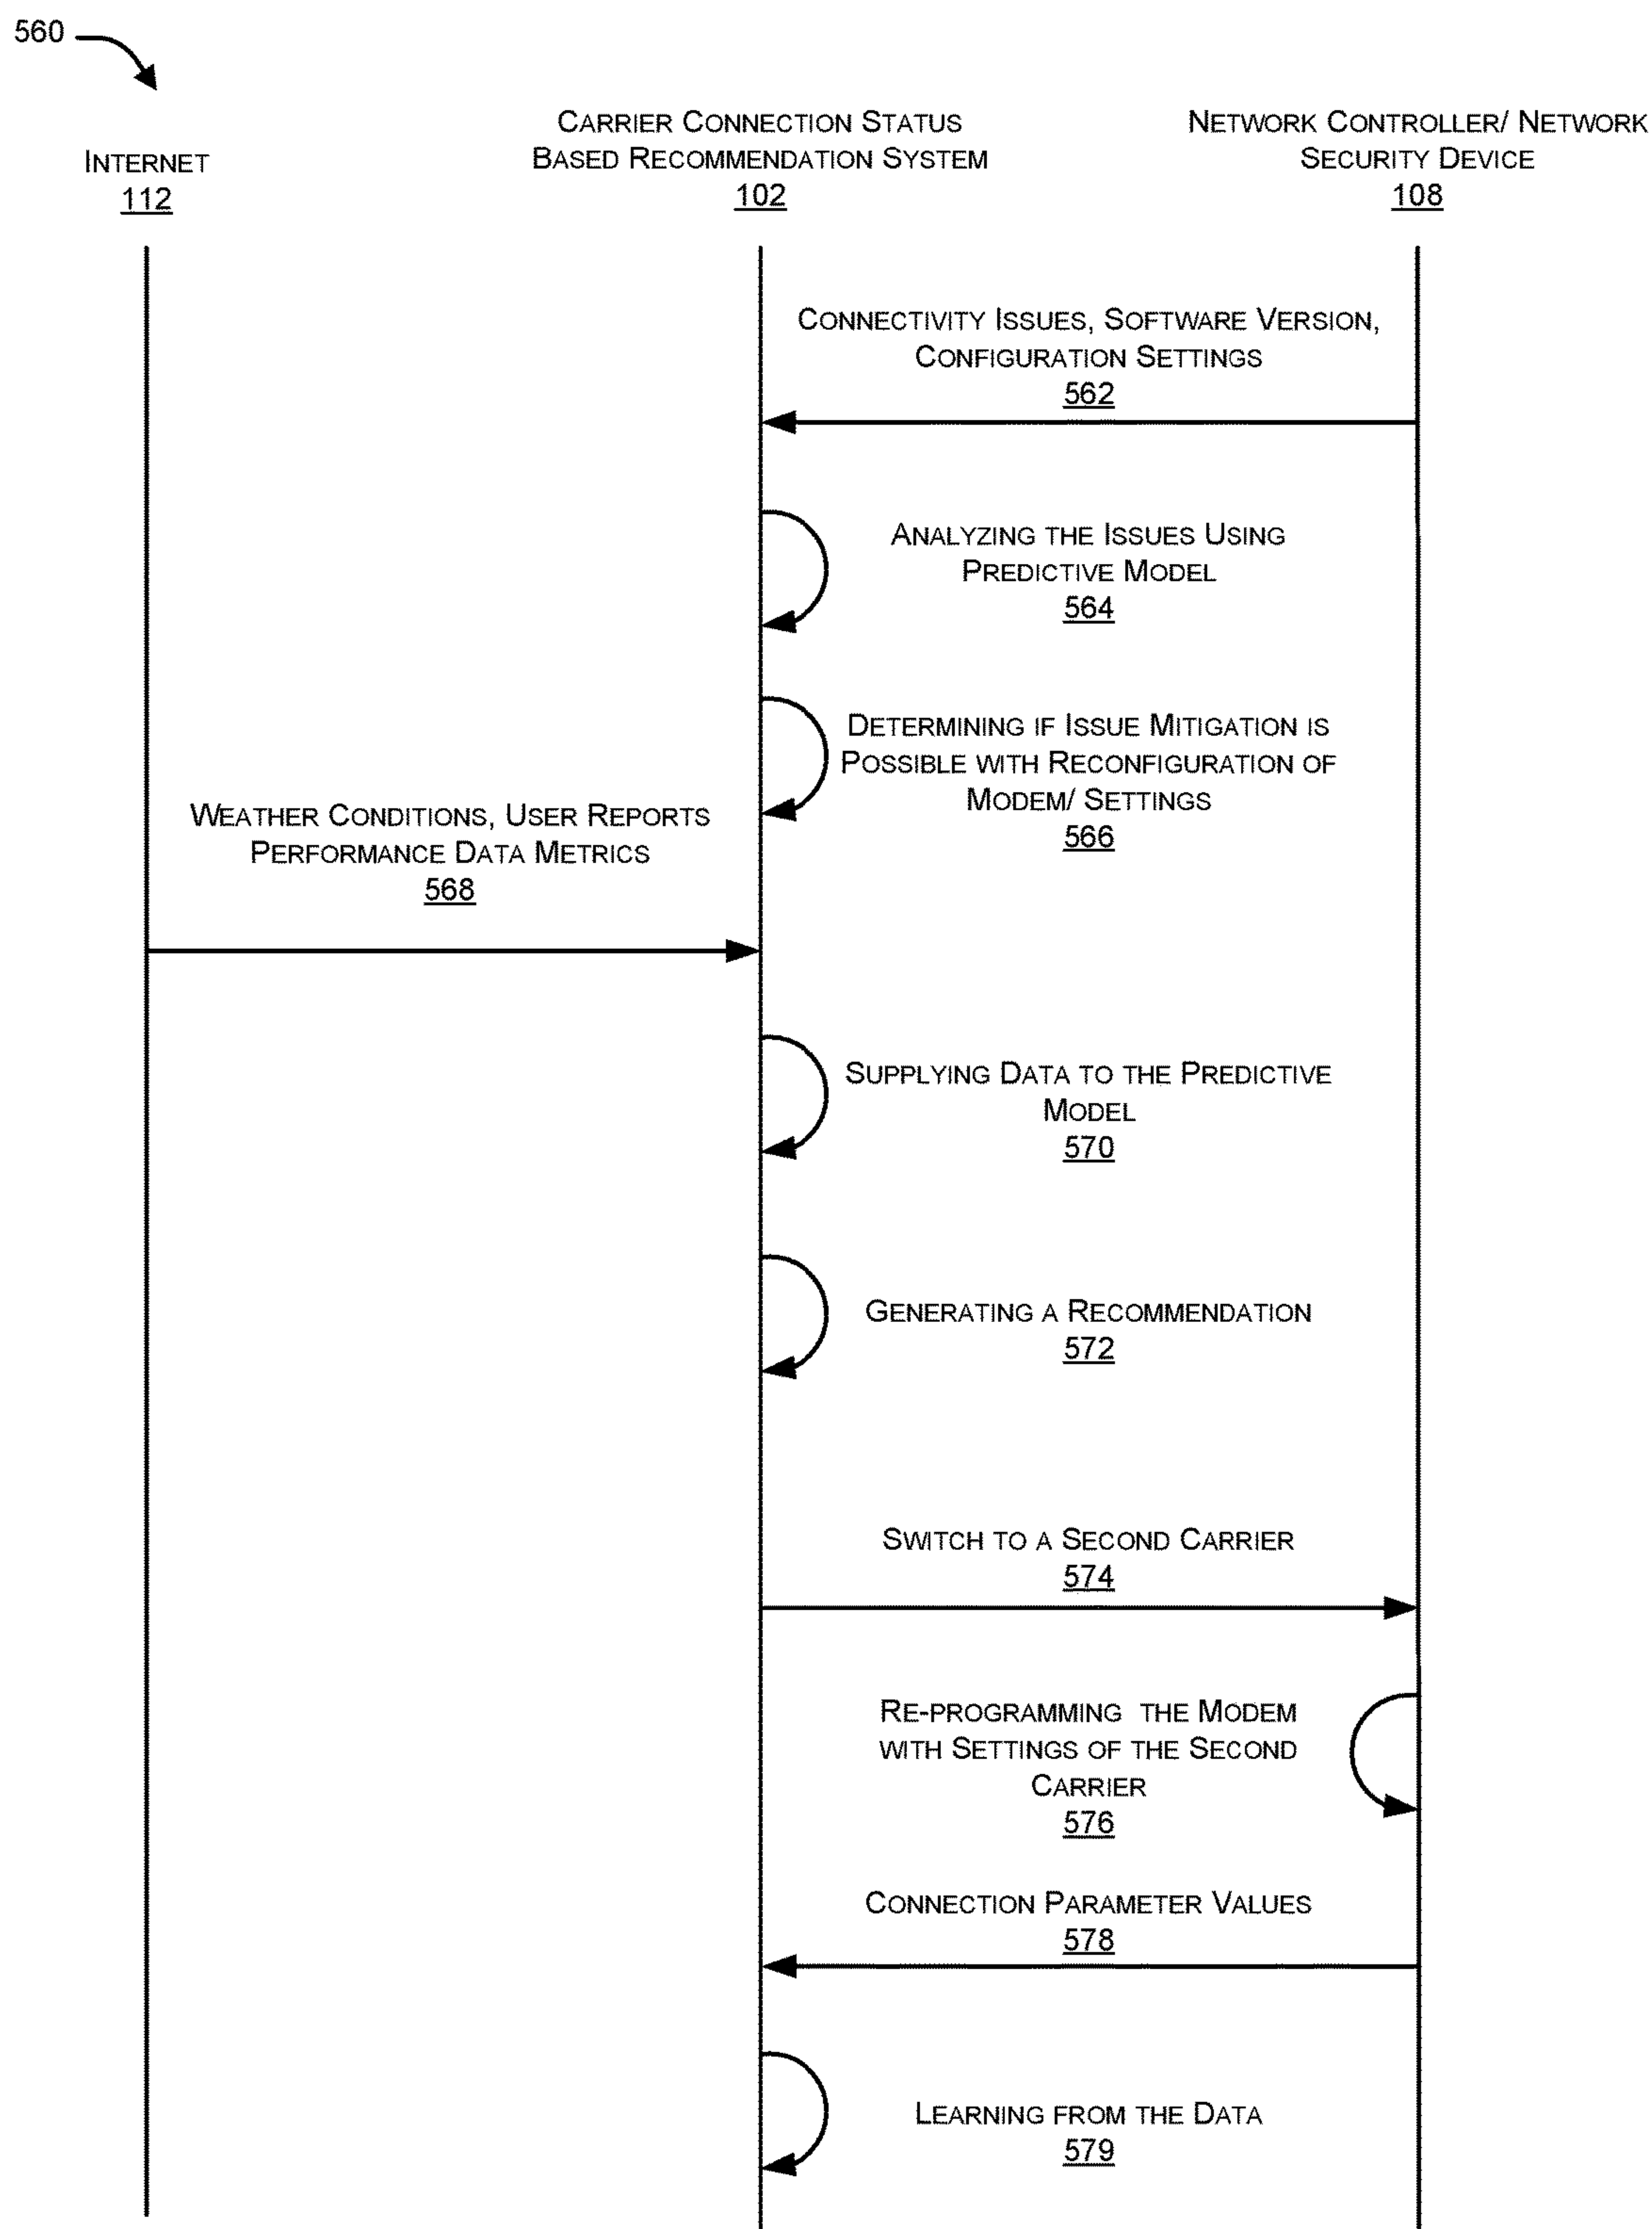 560
INTERNET
112
CARRIER CONNECTION STATUS
BASED RECOMMENDATION SYSTEM
102
NETWORK CONTROLLER/ NETWORK
SECURITY DEVICE
108
CONNECTIVITY ISSUES, SOFTWARE VERSION,
CONFIGURATION SETTINGS
562
ANALYZING THE ISSUES USING
PREDICTIVE MODEL
564
DETERMINING IF ISSUE MITIGATION IS
POSSIBLE WITH RECONFIGURATION OF
MODEM/ SETTINGS
566
WEATHER CONDITIONS, USER REPORTS
PERFORMANCE DATA METRICS
568
SUPPLYING DATA TO THE PREDICTIVE
MODEL
570
GENERATING A RECOMMENDATION
572
SWITCH TO A SECOND CARRIER
574
RE-PROGRAMMING THE MODEM
WITH SETTINGS OF THE SECOND
CARRIER
576
CONNECTION PARAMETER VALUES
578
LEARNING FROM THE DATA
579